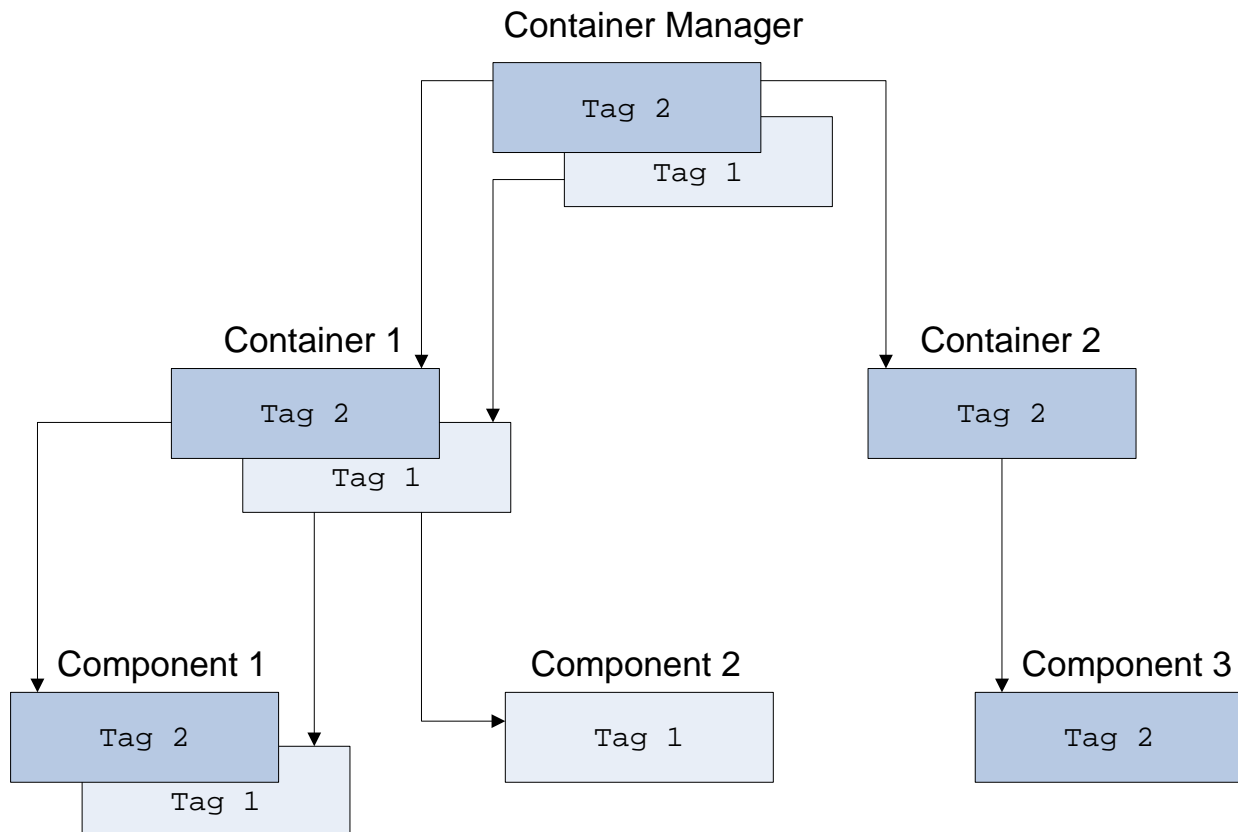 Container Manager
Tag 2
Tag 1
Container 1
Container 2
Tag 2
Tag 2
Tag 1
Component 1
Component 2
Component 3
Tag 2
Tag 1
Tag 2
Tag 1